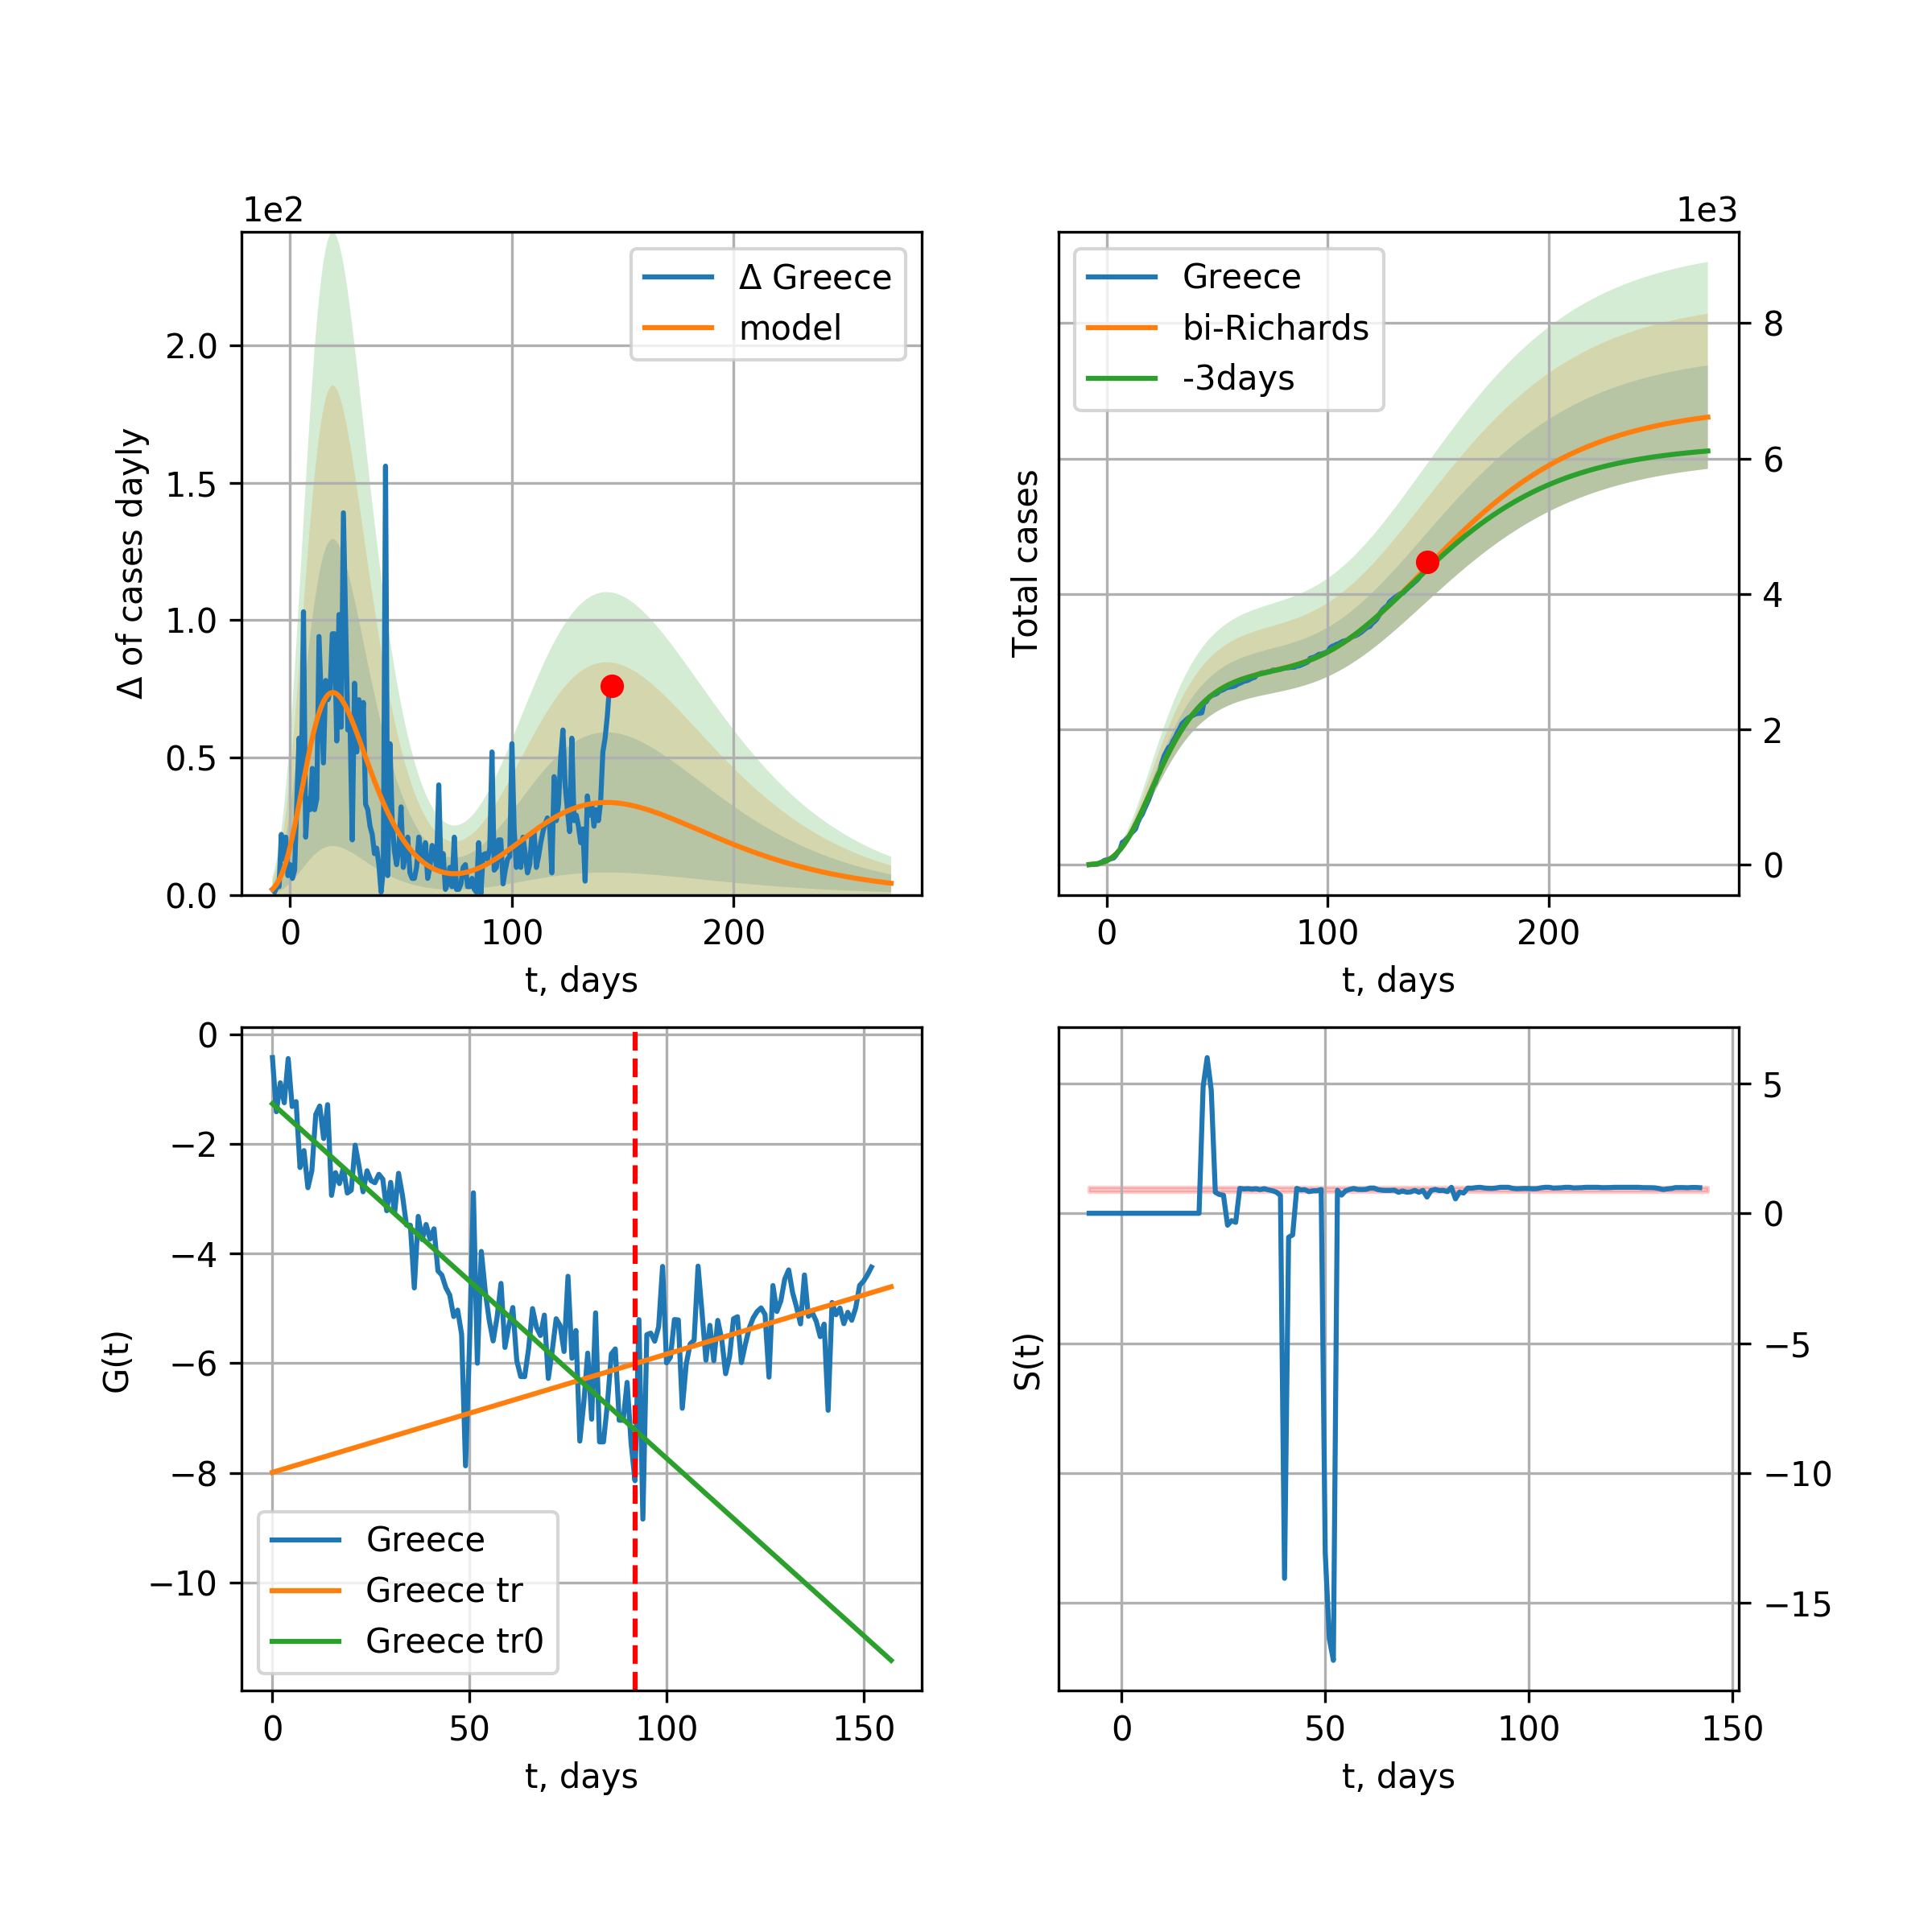 1e2
Δ of cases dayly
2.0
1.5
1.0
0.5
0.0
0 100 200
t, days
Δ Greece
model
1e3
Total cases
8
6
4
2
0
0 100 200
t, days
Greece
bi-Richards
-3days
G(t)
0
−2
−4
−6
−8
−10
0 50 100 150
t, days
Greece
Greece tr
Greece tr0
S(t)
5
0
−5
−10
−15
0 50 100 150
t, days